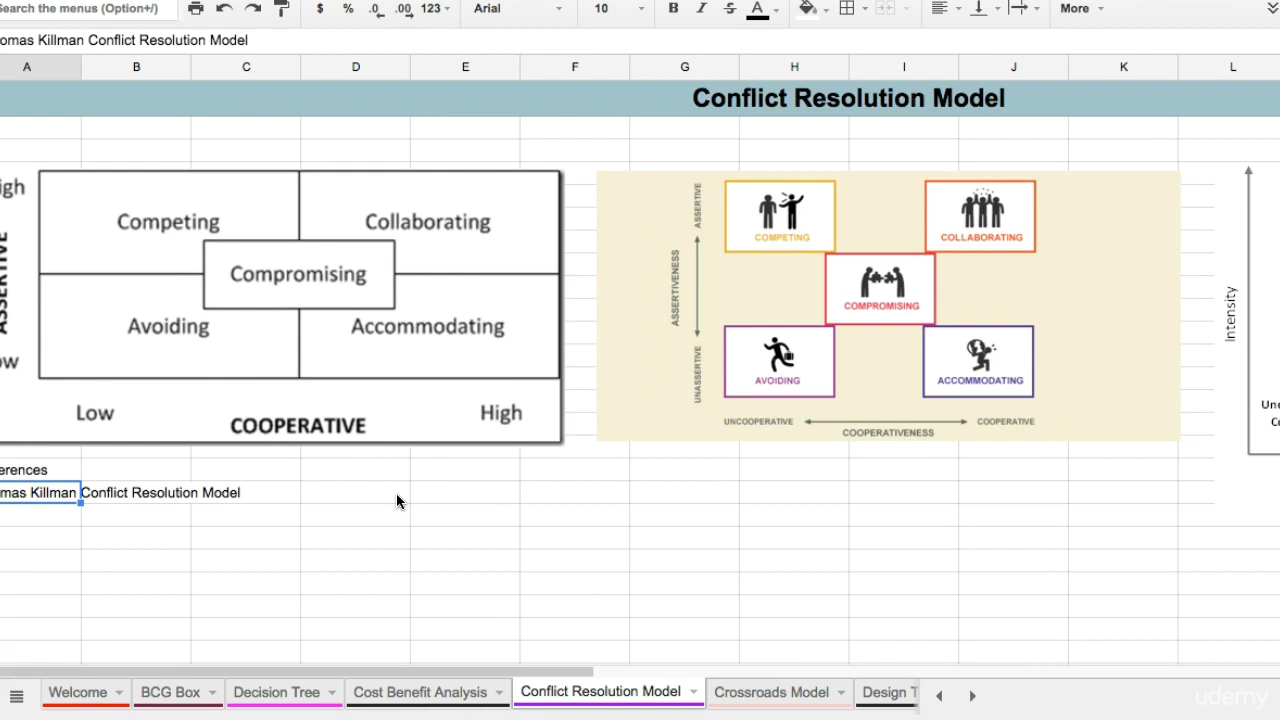 Search the menus (Option+/)
$ % .0 .00 123
Arial
10
B I S A
More
omas Killman Conflict Resolution Model
A B C D E F G H I J K L
Conflict Resolution Model
igh
Competing
Collaborating
Compromising
ASSERTIVE
Avoiding
Accommodating
ow
Low
COOPERATIVE
High
ASSERTIVE
ASSERTIVENESS
UNASSERTIVE
COMPETING
COLLABORATING
COMPROMISING
AVOIDING
ACCOMMODATING
UNCOOPERATIVE
COOPERATIVE
COOPERATIVENESS
Intensity
Unc
Co
erences
mas Killman Conflict Resolution Model
Welcome
BCG Box
Decision Tree
Cost Benefit Analysis
Conflict Resolution Model
Crossroads Model
Design T
udemy